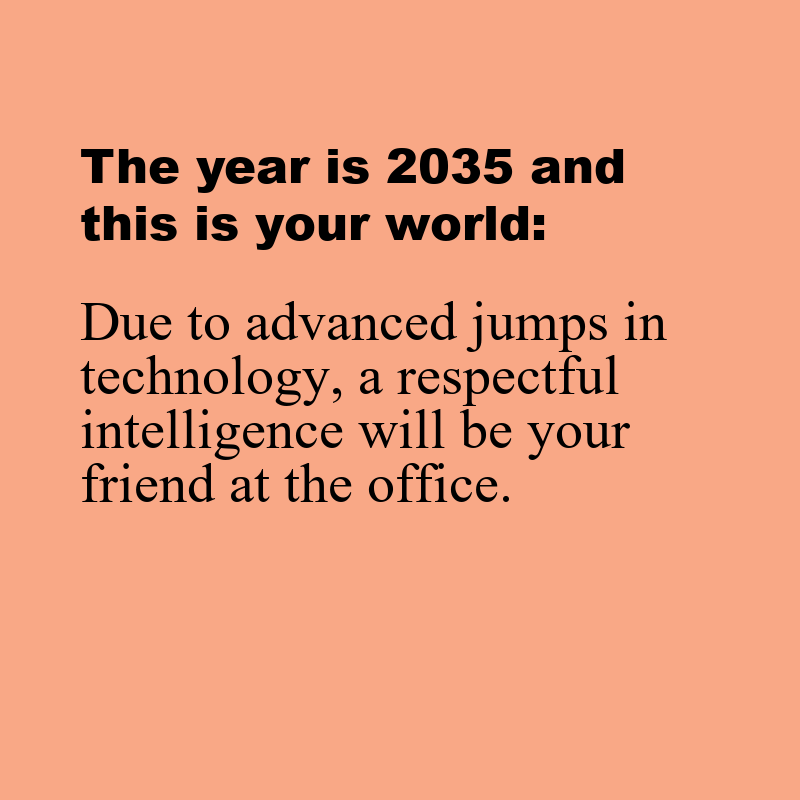 The year is 2035 and
this is your world:
Due to advanced jumps in
technology, a respectful
intelligence will be your
friend at the office.